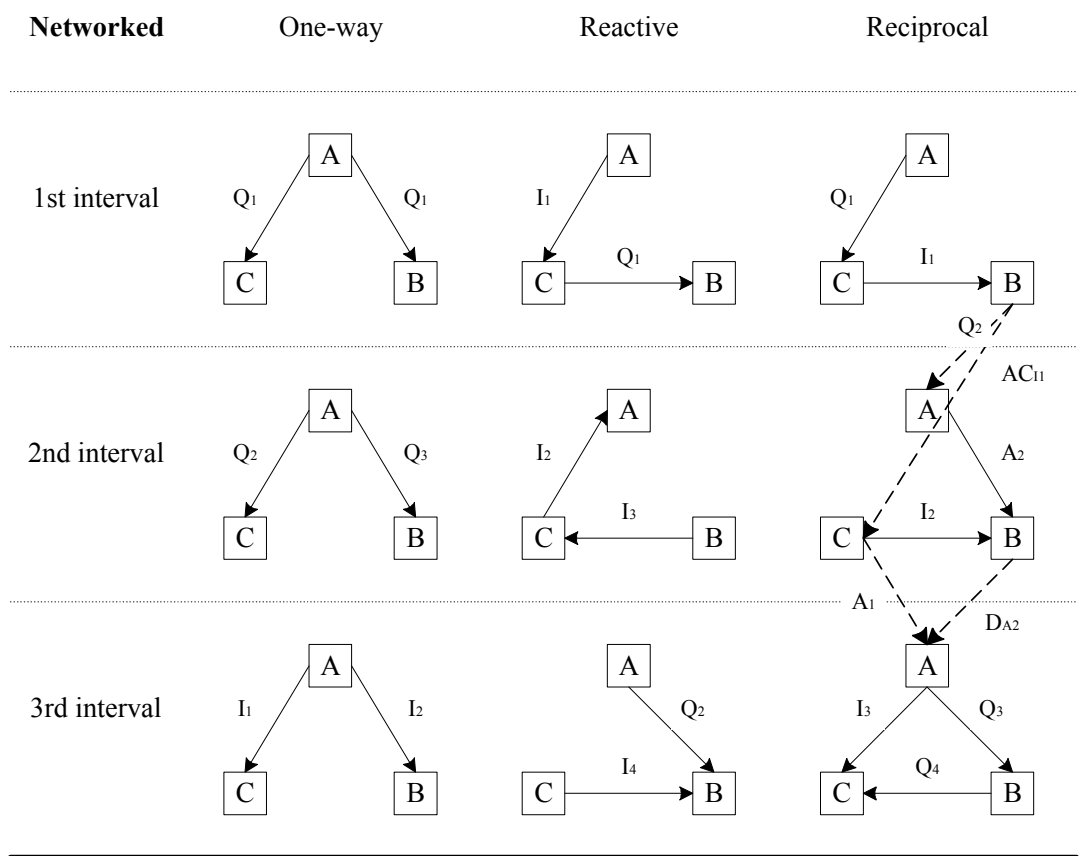 Networked One-way Reactive Reciprocal
A A A
1st interval Q1 Q1 I1 Q1
Q1 I1
C B C B C B
Q2
AC I1
A A A
2nd interval Q2 Q3 I2 A2
I3 I2
C B C B C B
A1
D A2
A A A
3rd interval I1 I2 Q2 I3 Q3
I4 Q4
C B C B C B